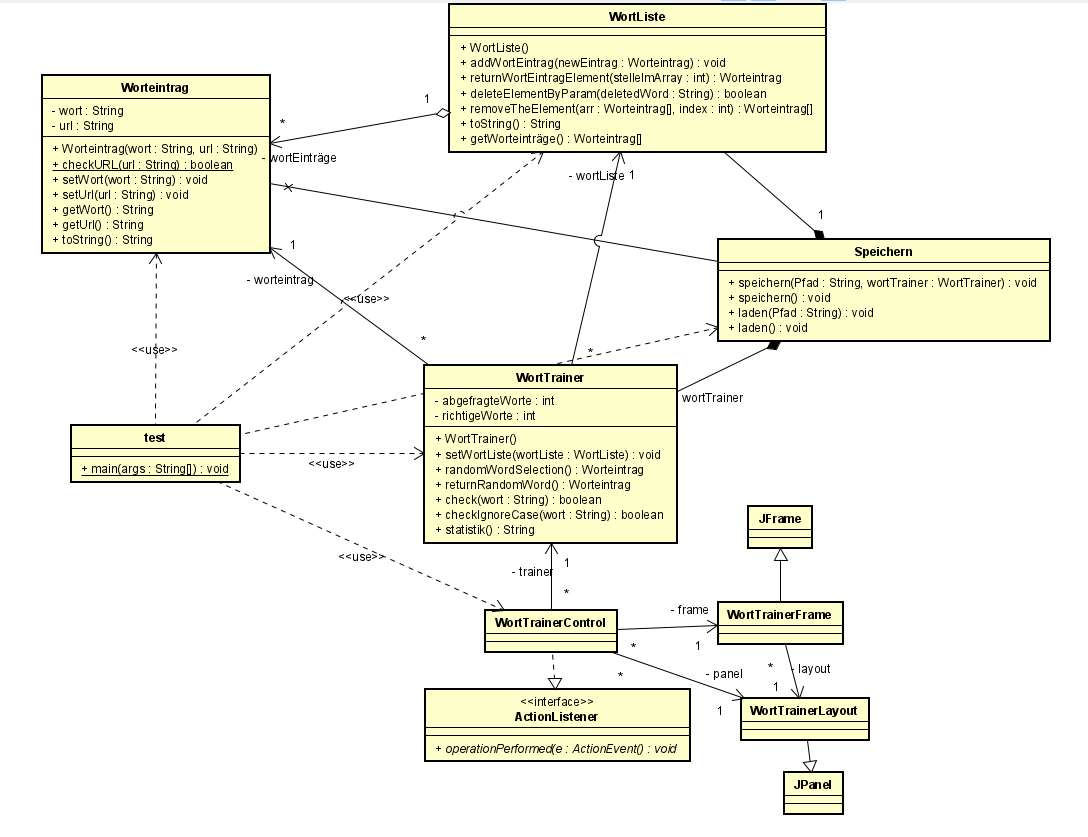 WortListe
+ WortListe()
+ addWortEintrag(newEintrag : Worteintrag) : void
+ returnWortEintragElement(stelleImArray : int) : Worteintrag
+ deleteElementByParam(deletedWord : String) : boolean
+ removeTheElement(arr : Worteintrag[], index : int) : Worteintrag[]
+ toString() : String
+ getWorteinträge() : Worteintrag[]
Worteintrag
- wort : String
- url : String
+ Worteintrag(wort : String, url : String)
+ checkURL(url : String) : boolean
+ setWort(wort : String) : void
+ setUrl(url : String) : void
+ getWort() : String
+ getUrl() : String
+ toString() : String
1
*
- wortEinträge
- wortListe 1
1
Speichern
+ speichern(Pfad : String, wortTrainer : WortTrainer) : void
+ speichern() : void
+ laden(Pfad : String) : void
+ laden() : void
1
- worteintrag
<<use>>
*
*
<<use>>
wortTrainer
WortTrainer
- abgefragteWorte : int
- richtigeWorte : int
+ WortTrainer()
+ setWortListe(wortListe : WortListe) : void
+ randomWordSelection() : Worteintrag
+ returnRandomWord() : Worteintrag
+ check(wort : String) : boolean
+ checkIgnoreCase(wort : String) : boolean
+ statistik() : String
test
+ main(args : String[]) : void
<<use>>
<<use>>
JFrame
1
- trainer
*
WortTrainerControl
- frame
*
1
WortTrainerFrame
*
- layout
1
- panel
*
1
WortTrainerLayout
<<interface>>
ActionListener
+ operationPerformed(e : ActionEvent() : void
JPanel